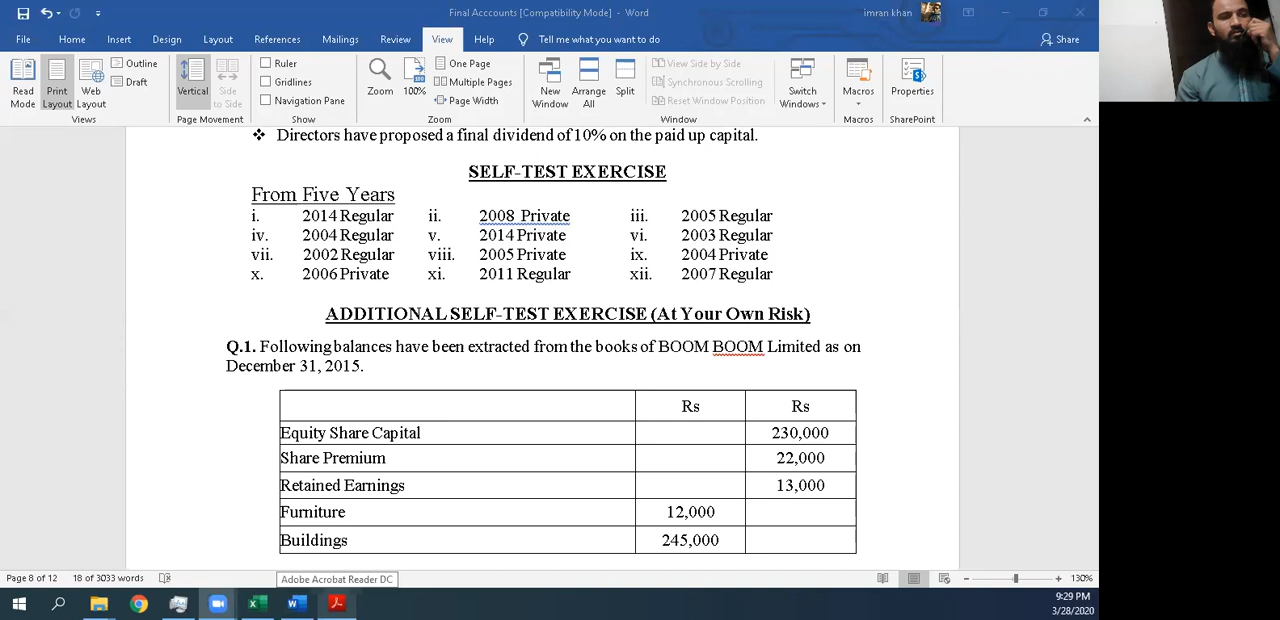 Final Acccounts [Compatibility Mode] - Word
imran khan
File Home Insert Design Layout References Mailings Review View Help Tell me what you want to do Share
Read Mode
Print Layout
Web Layout
Outline
Draft
Views
Vertical
Side to Side
Page Movement
Ruler
Gridlines
Navigation Pane
Show
Zoom
100%
One Page
Multiple Pages
Page Width
Zoom
New Window
Arrange All
Split
View Side by Side
Synchronous Scrolling
Reset Window Position
Switch Windows
Window
Macros
Macros
Properties
SharePoint
❖ Directors have proposed a final dividend of 10% on the paid up capital.
SELF-TEST EXERCISE
From Five Years
i. 2014 Regular ii. 2008 Private iii. 2005 Regular
iv. 2004 Regular v. 2014 Private vi. 2003 Regular
vii. 2002 Regular viii. 2005 Private ix. 2004 Private
x. 2006 Private xi. 2011 Regular xii. 2007 Regular
ADDITIONAL SELF-TEST EXERCISE (At Your Own Risk)
Q.1. Following balances have been extracted from the books of BOOM BOOM Limited as on
December 31, 2015.
Rs Rs
Equity Share Capital 230,000
Share Premium 22,000
Retained Earnings 13,000
Furniture 12,000
Buildings 245,000
Page 8 of 12 18 of 3033 words
Adobe Acrobat Reader DC
130%
9:29 PM
3/28/2020